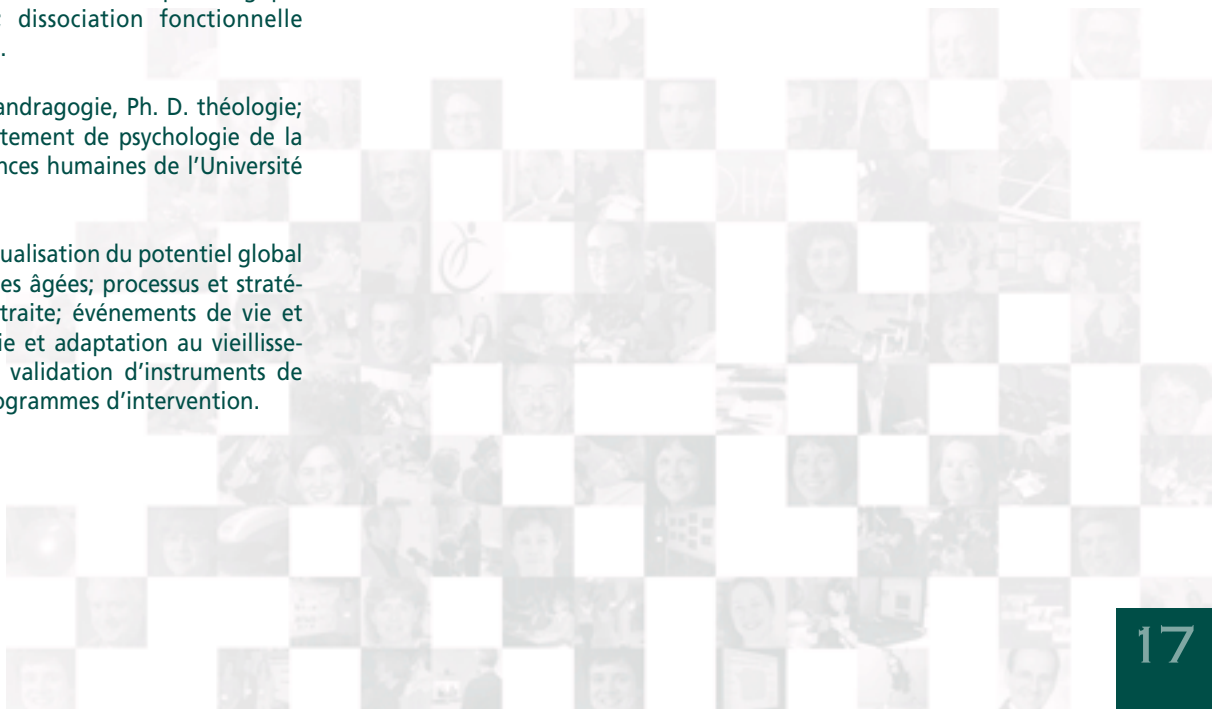 dissociation fonctionnelle
.
andragogie, Ph. D. théologie;
tement de psychologie de la
nces humaines de l'Université
ualisation du potentiel global
es âgées; processus et straté-
traite; événements de vie et
ie et adaptation au vieillisse-
validation d'instruments de
ogrammes d'intervention.
17